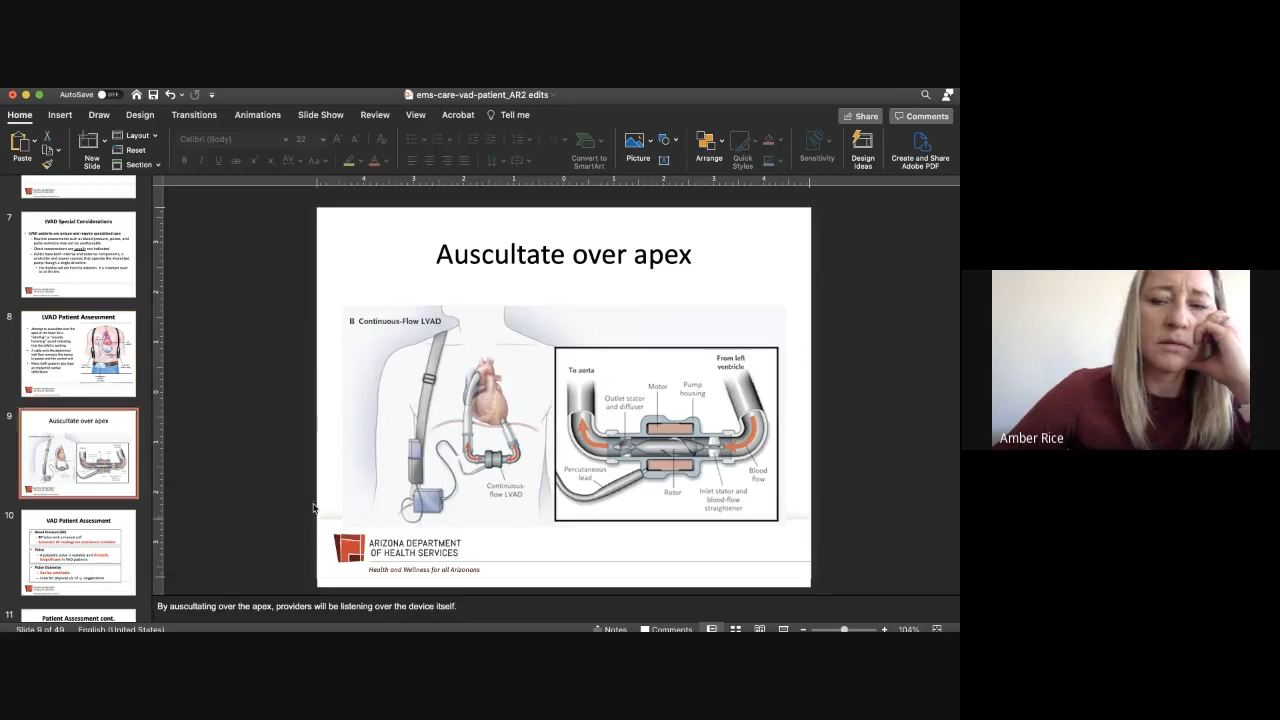 AutoSave OFF
ems-care-vad-patient_AR2 edits
Home Insert Draw Design Transitions Animations Slide Show Review View Acrobat Tell me
Share Comments
Paste
New Slide
Layout
Reset
Section
Calibri (Body) 22
Convert to SmartArt
Picture
Arrange
Quick Styles
Sensitivity
Design Ideas
Create and Share Adobe PDF
7
LVAD Special Considerations
8
LVAD Patient Assessment
9
Auscultate over apex
10
VAD Patient Assessment
11
Patient Assessment cont.
Auscultate over apex
B Continuous-Flow LVAD
Continuous-
flow LVAD
From left
ventricle
To aorta
Motor
Pump
housing
Outlet stator
and diffuser
Percutaneous
lead
Blood
flow
Rotor
Inlet stator and
blood-flow
straightener
ARIZONA DEPARTMENT
OF HEALTH SERVICES
Health and Wellness for all Arizonans
By auscultating over the apex, providers will be listening over the device itself.
Slide 9 of 49 English (United States)
Notes Comments 104%
Amber Rice